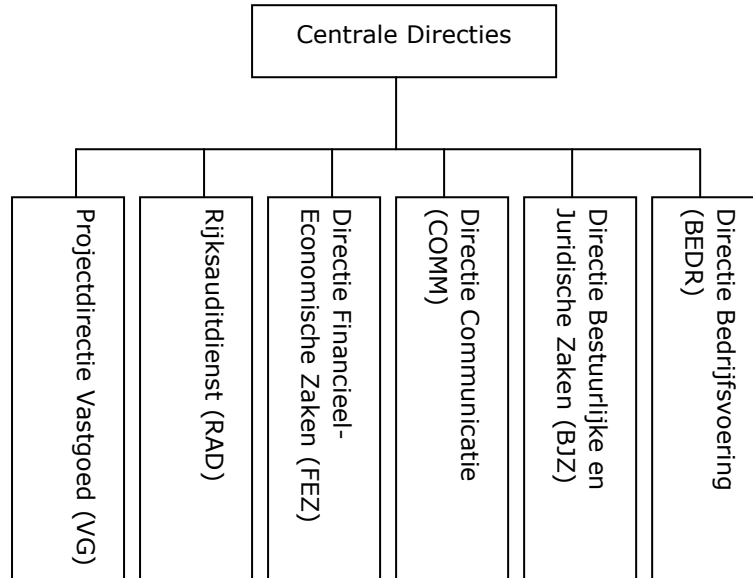 Centrale Directies
Projectdirectie Vastgoed (VG)
Rijksauditdienst (RAD)
Directie Financieel-
Economische Zaken (FEZ)
Directie Communicatie
(COMM)
Directie Bestuurlijke en
Juridische Zaken (BJZ)
Directie Bedrijfsvoering
(BEDR)